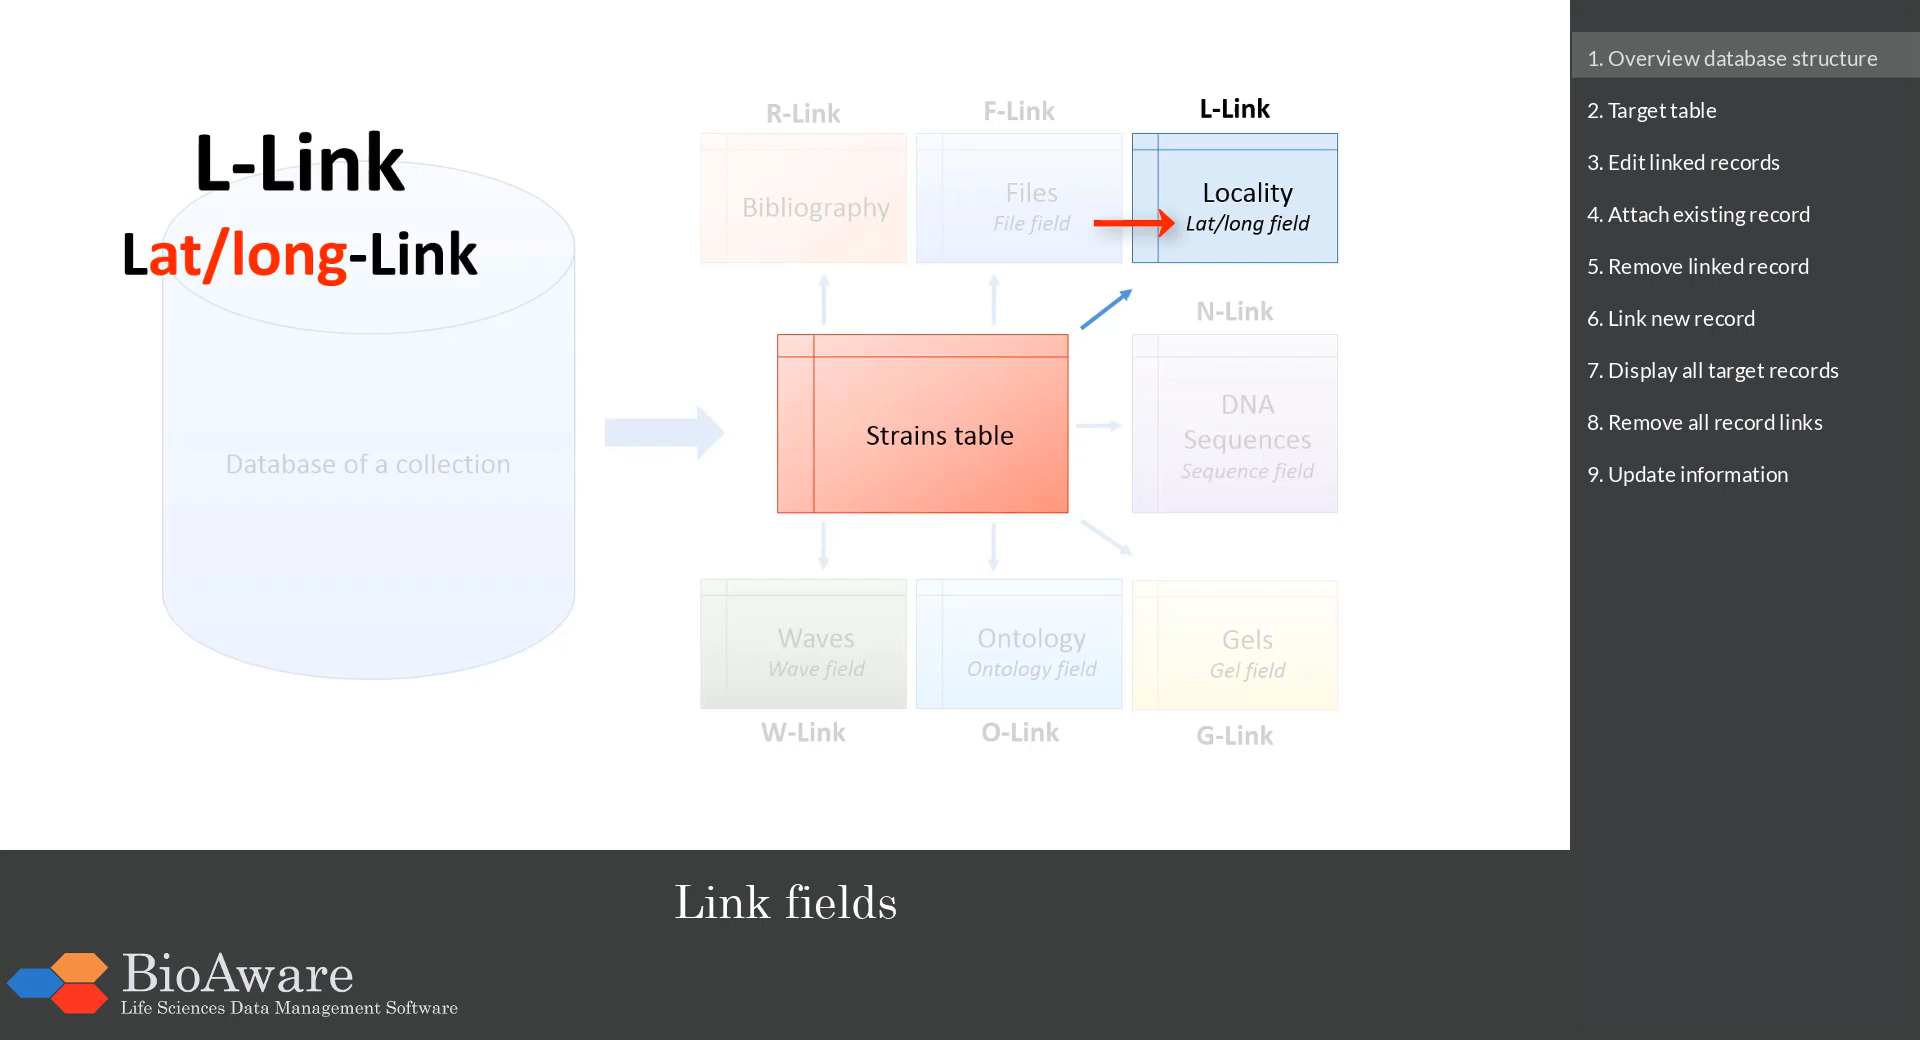 L-Link
Lat/long-Link
Database of a collection
R-Link
F-Link
L-Link
Bibliography
Files
File field
Locality
Lat/long field
N-Link
Strains table
DNA
Sequences
Sequence field
Waves
Wave field
Ontology
Ontology field
Gels
Gel field
W-Link
O-Link
G-Link
1. Overview database structure
2. Target table
3. Edit linked records
4. Attach existing record
5. Remove linked record
6. Link new record
7. Display all target records
8. Remove all record links
9. Update information
Link fields
BioAware
Life Sciences Data Management Software